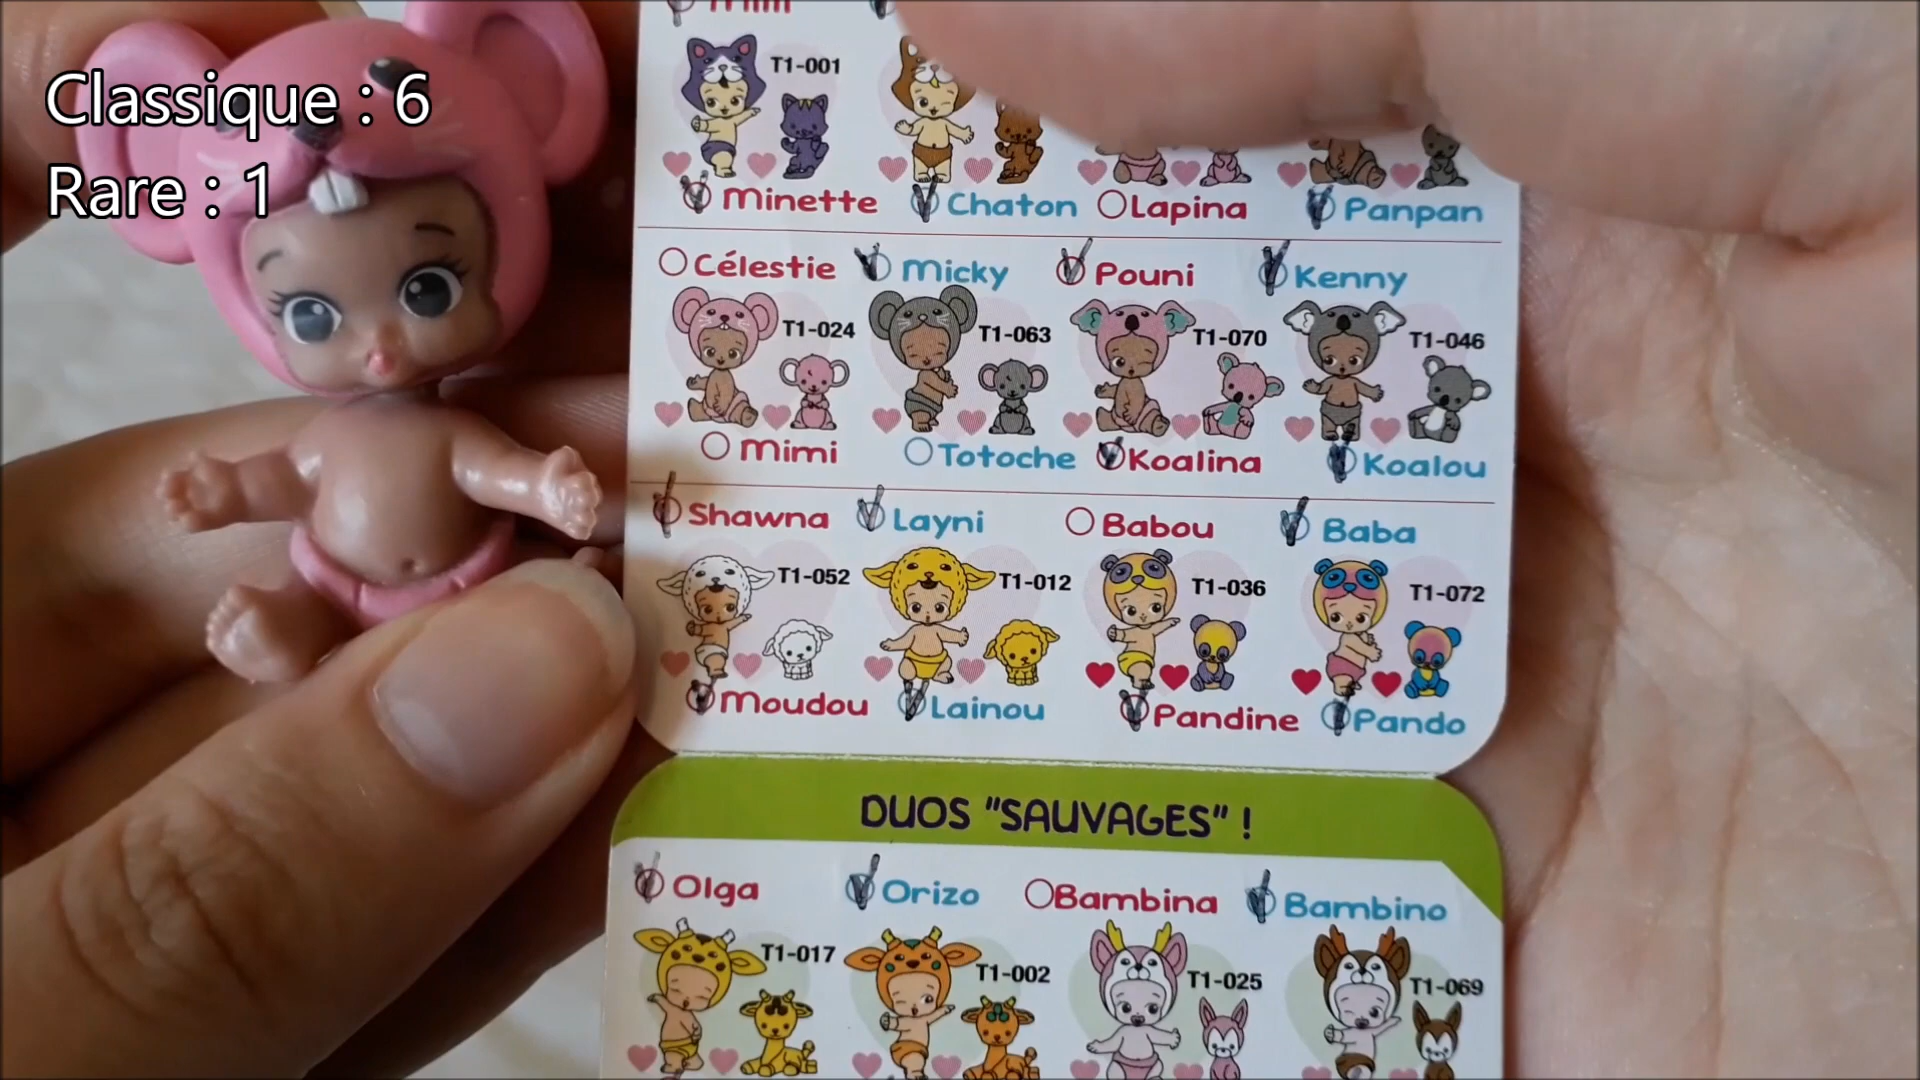 Classique : 6
Rare : 1
T1-001
Minette Chaton Lapina Panpan
Célestie Micky Pouni Kenny
T1-024 T1-063 T1-070 T1-046
Mimi Totoche Koalina Koalou
Shawna Layni Babou Baba
T1-052 T1-012 T1-036 T1-072
Moudou Lainou Pandine Pando
DUOS "SAUVAGES" !
Olga Orizo Bambina Bambino
T1-017 T1-002 T1-025 T1-069